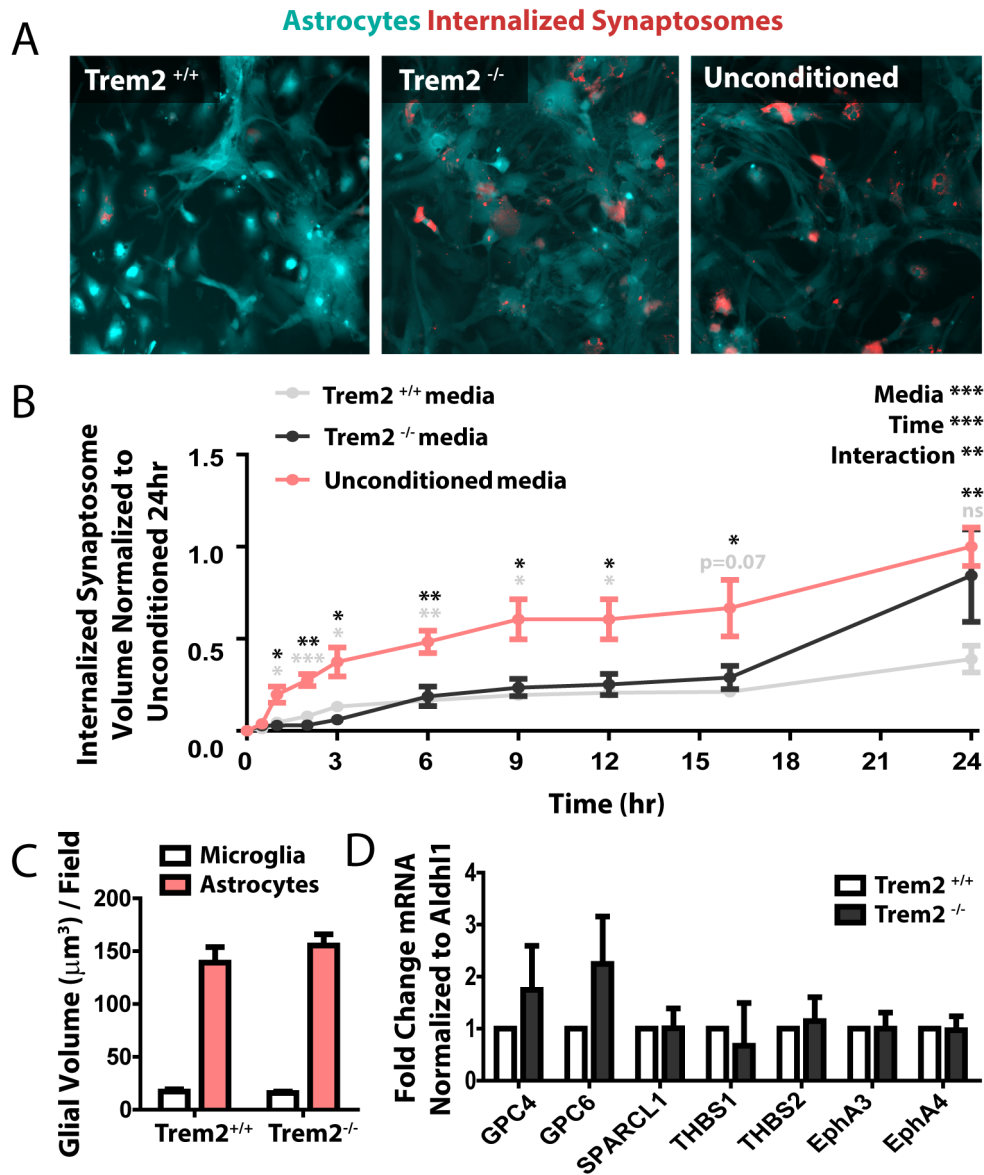 Astrocytes Internalized Synaptosomes
A
Trem2 +/+
Trem2 -/-
Unconditioned
B
Trem2 +/+ media
Trem2 -/- media
Unconditioned media
Media ***
Time ***
Interaction **
Internalized Synaptosome
Volume Normalized to
Unconditioned 24hr
1.5
1.0
0.5
0.0
*
*
**
***
*
*
**
**
*
*
*
*
*
p=0.07
**
ns
0 3 6 9 12 15 18 21 24
Time (hr)
C
Glial Volume (μm³) / Field
Microglia
Astrocytes
200
150
100
50
0
Trem2+/+ Trem2-/-
D
Fold Change mRNA
Normalized to Aldhl1
Trem2 +/+
Trem2 -/-
4
3
2
1
0
GPC4
GPC6
SPARCL1
THBS1
THBS2
EphA3
EphA4